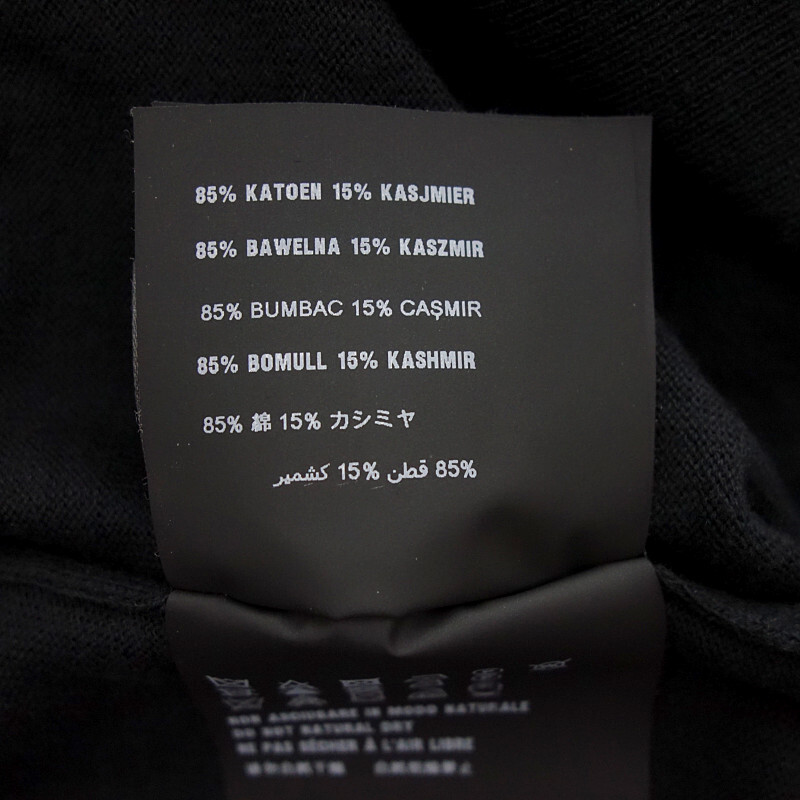 85% KATOEN 15% KASJMIER
85% BAWELNA 15% KASZMIR
85% BUMBAC 15% CAȘMIR
85% BOMULL 15% KASHMIR
85% 綿 15% カシミヤ
85% قطن 15% كشمير
NON ASCIUGARE IN MODO NATURALE
DO NOT NATURAL DRY
NE PAS SÉCHER À L'AIR LIBRE